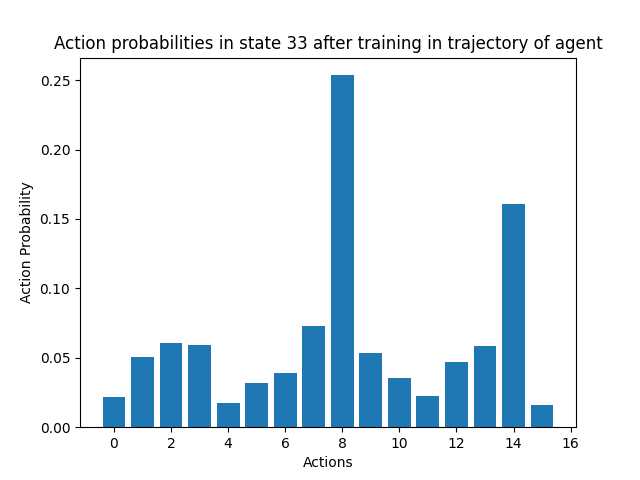 Action probabilities in state 33 after training in trajectory of agent
0.25
0.20
0.15
0.10
0.05
0.00
Action Probability
0 2 4 6 8 10 12 14 16
Actions